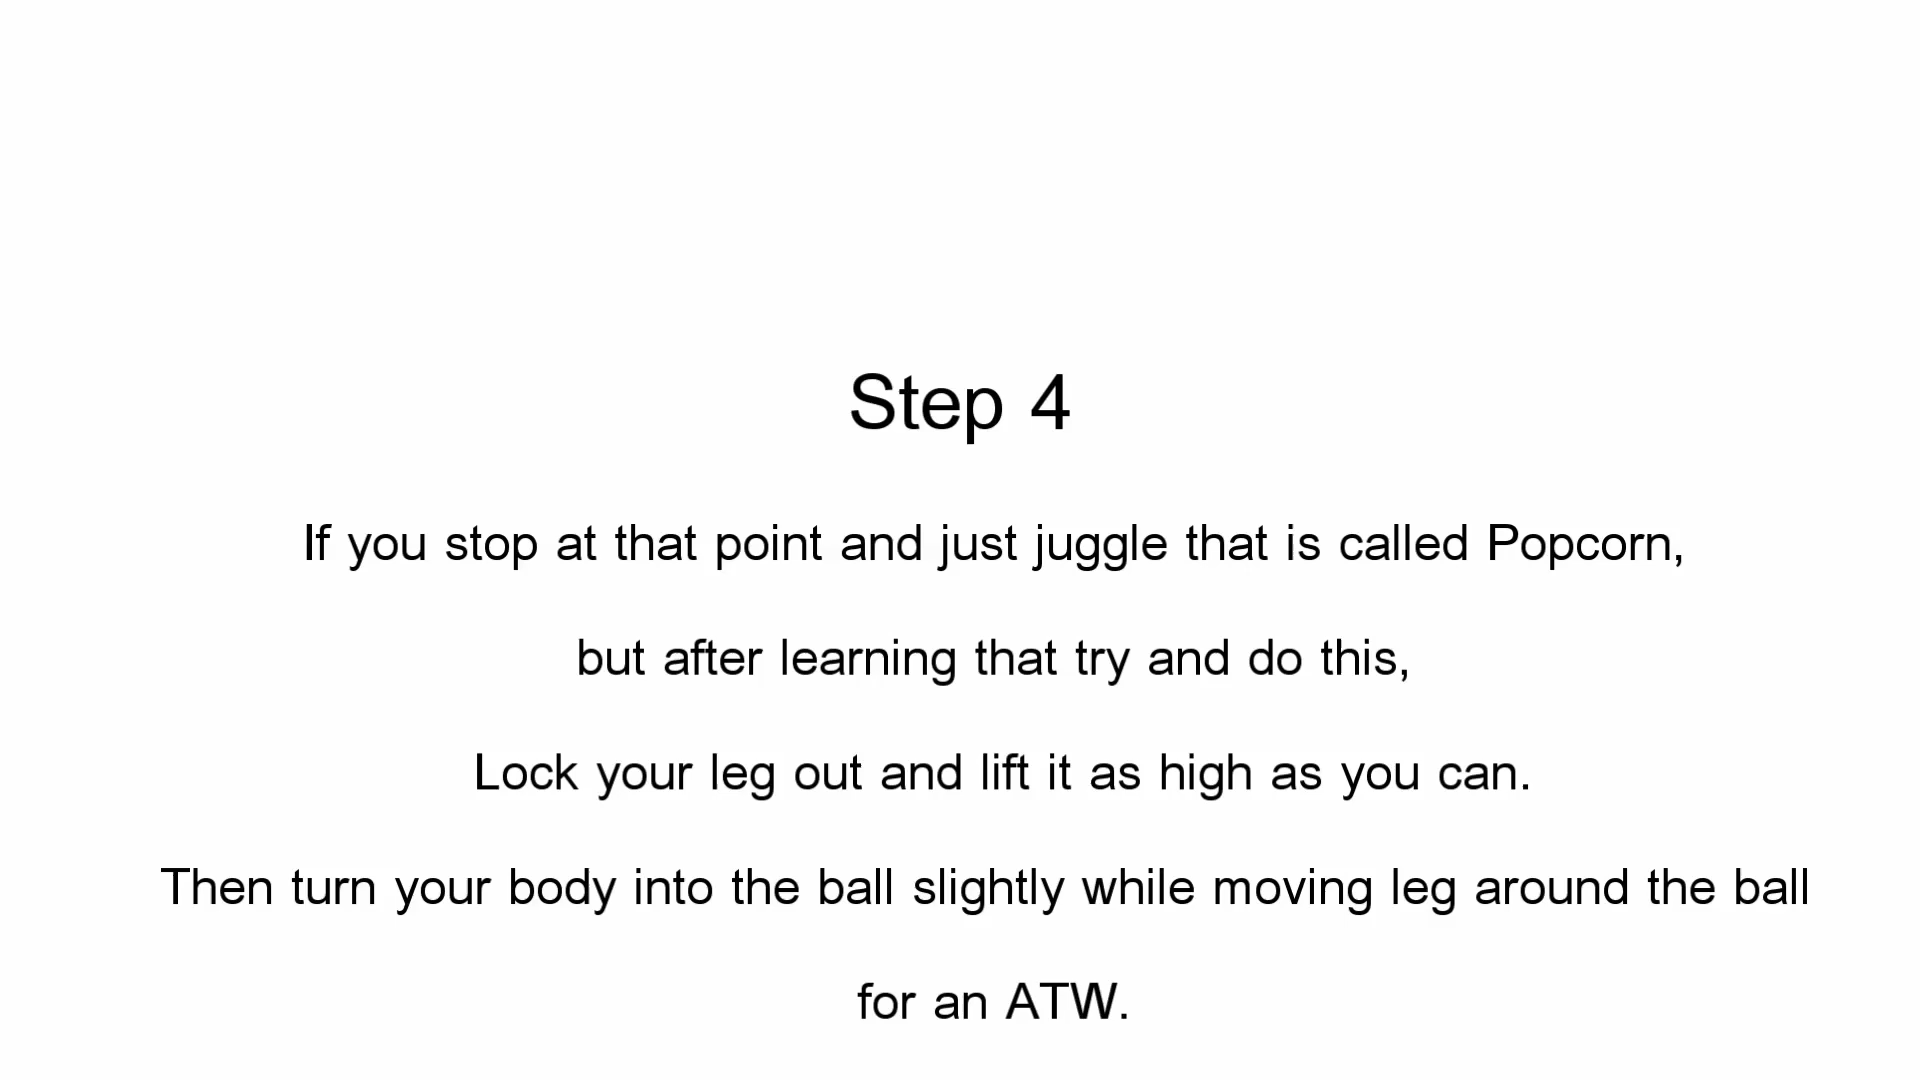 Step 4
If you stop at that point and just juggle that is called Popcorn,
but after learning that try and do this,
Lock your leg out and lift it as high as you can.
Then turn your body into the ball slightly while moving leg around the ball
for an ATW.